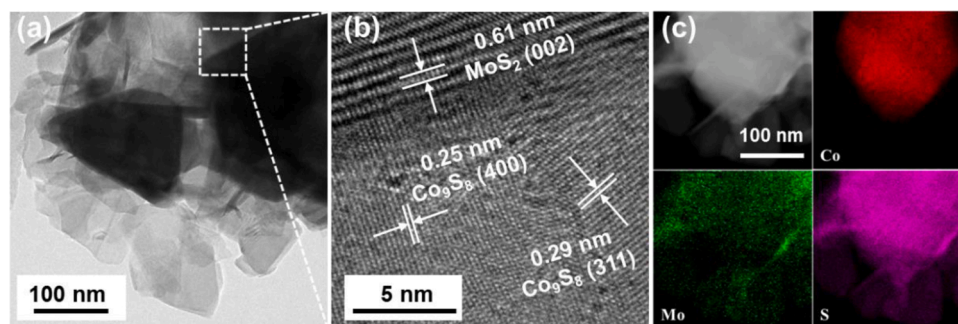 (a)
100 nm
(b)
0.61 nm
MoS₂ (002)
0.25 nm
Co₉S₈ (400)
0.29 nm
Co₉S₈ (311)
5 nm
(c)
100 nm
Co
Mo
S